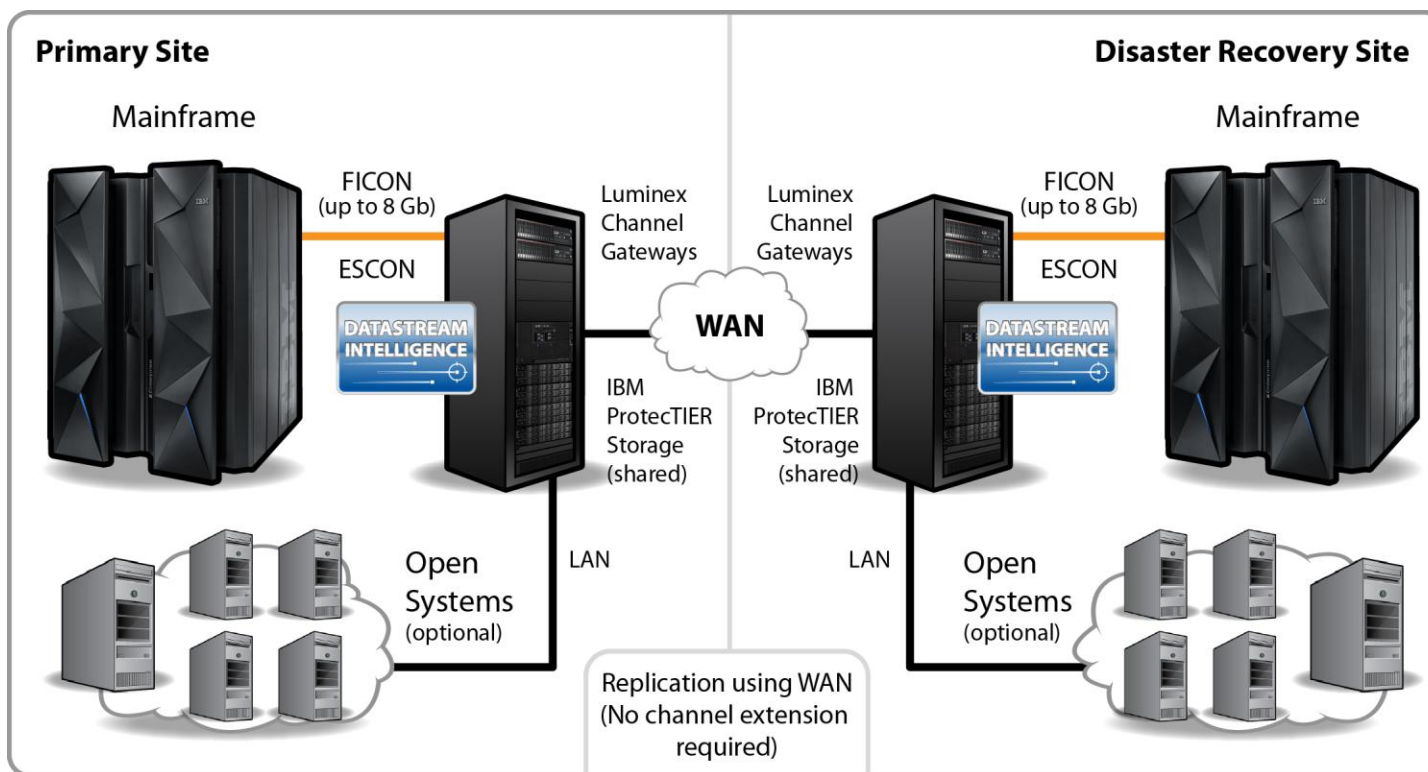 Primary Site
Mainframe
IBM
FICON
(up to 8 Gb)
ESCON
DATASTREAM
INTELLIGENCE
Luminex
Channel
Gateways
IBM
ProtecTIER
Storage
(shared)
LAN
Open
Systems
(optional)
WAN
Replication using WAN
(No channel extension
required)
Disaster Recovery Site
Mainframe
IBM
FICON
(up to 8 Gb)
ESCON
DATASTREAM
INTELLIGENCE
Luminex
Channel
Gateways
IBM
ProtecTIER
Storage
(shared)
LAN
Open
Systems
(optional)